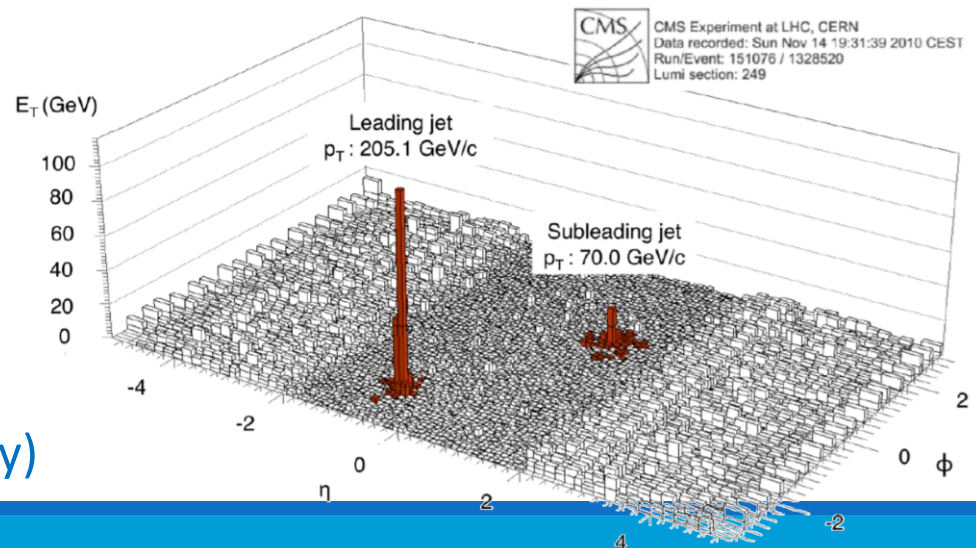 CMS
CMS Experiment at LHC, CERN
Data recorded: Sun Nov 14 19:31:39 2010 CEST
Run/Event: 151076 / 1328520
Lumi section: 249
E_T (GeV)
Leading jet
p_T : 205.1 GeV/c
Subleading jet
p_T : 70.0 GeV/c
100
80
60
40
20
0
-4
-2
0
2
4
η
-2
0
2
ϕ
y)